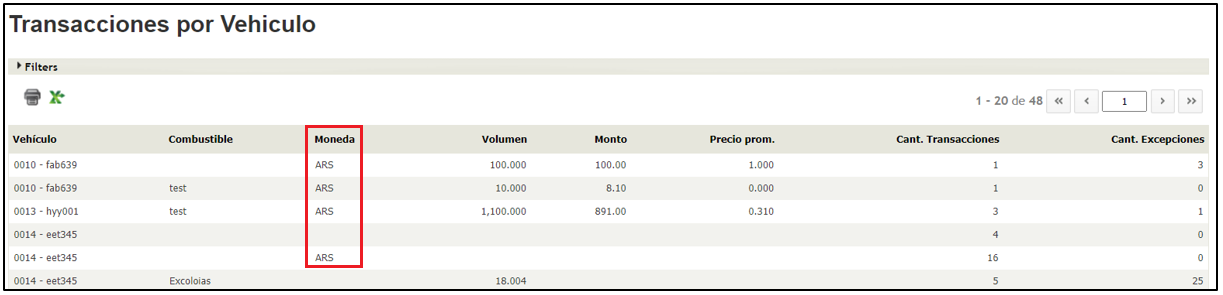 Transacciones por Vehiculo
Filters
1 - 20 de 48 1
Vehículo Combustible Moneda Volumen Monto Precio prom. Cant. Transacciones Cant. Excepciones
0010 - fab639 ARS 100.000 100.00 1.000 1 3
0010 - fab639 test ARS 10.000 8.10 0.000 1 0
0013 - hyy001 test ARS 1,100.000 891.00 0.310 3 1
0014 - eet345 4 0
0014 - eet345 ARS 16 0
0014 - eet345 Excoloias 18.004 5 25